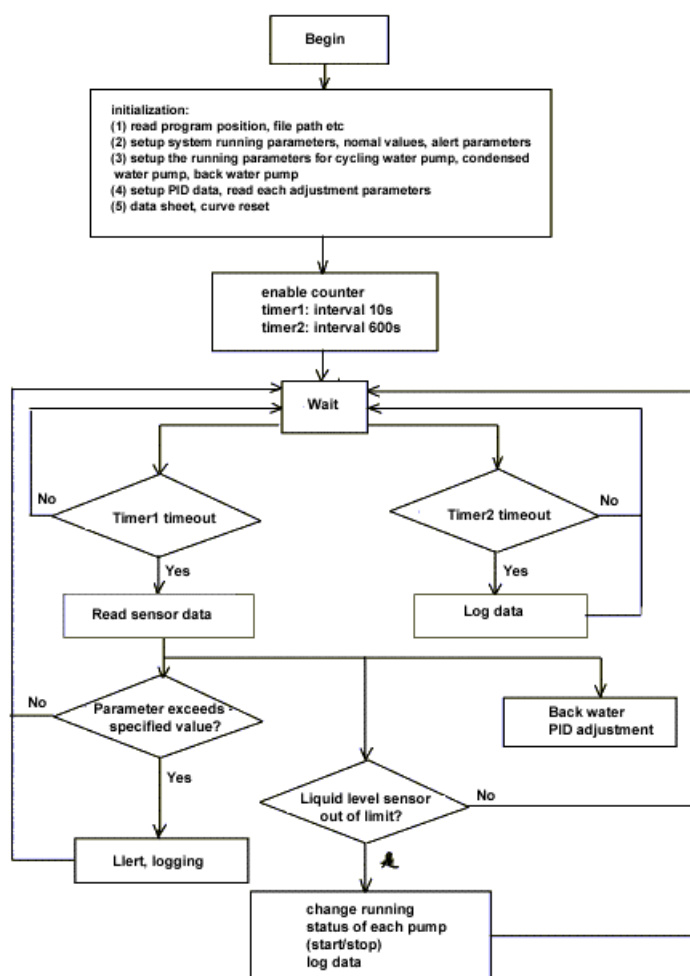 Begin
initialization:
(1) read program position, file path etc
(2) setup system running parameters, nomal values, alert parameters
(3) setup the running parameters for cycling water pump, condensed
water pump, back water pump
(4) setup PID data, read each adjustment parameters
(5) data sheet, curve reset
enable counter
timer1: interval 10s
timer2: interval 600s
Wait
No
Timer1 timeout
Timer2 timeout
No
Yes
Yes
Read sensor data
Log data
No
Parameter exceeds
specified value?
Back water
PID adjustment
Yes
Liquid level sensor
out of limit?
No
Llert, logging
change running
status of each pump
(start/stop)
log data